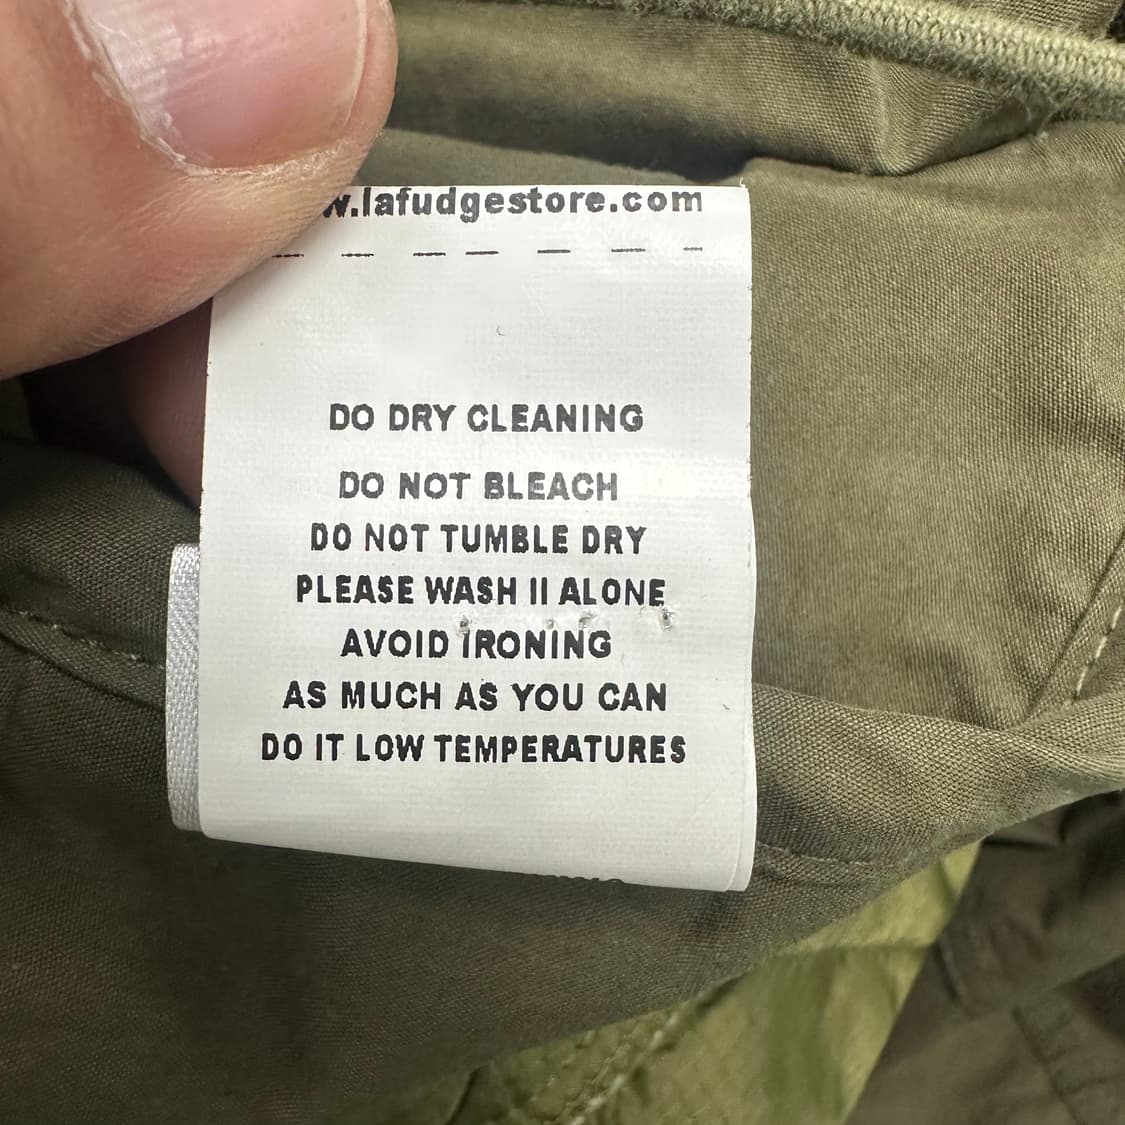 w.lafudgestore.com
DO DRY CLEANING
DO NOT BLEACH
DO NOT TUMBLE DRY
PLEASE WASH II ALONE
AVOID IRONING
AS MUCH AS YOU CAN
DO IT LOW TEMPERATURES